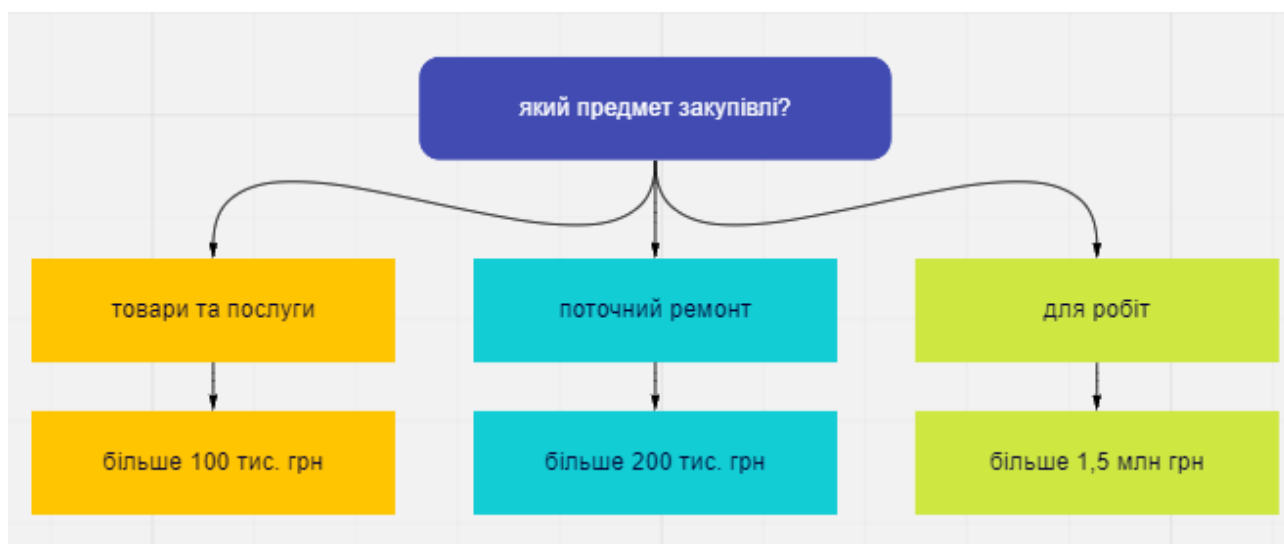 який предмет закупівлі?
товари та послуги
поточний ремонт
для робіт
більше 100 тис. грн
більше 200 тис. грн
більше 1,5 млн грн